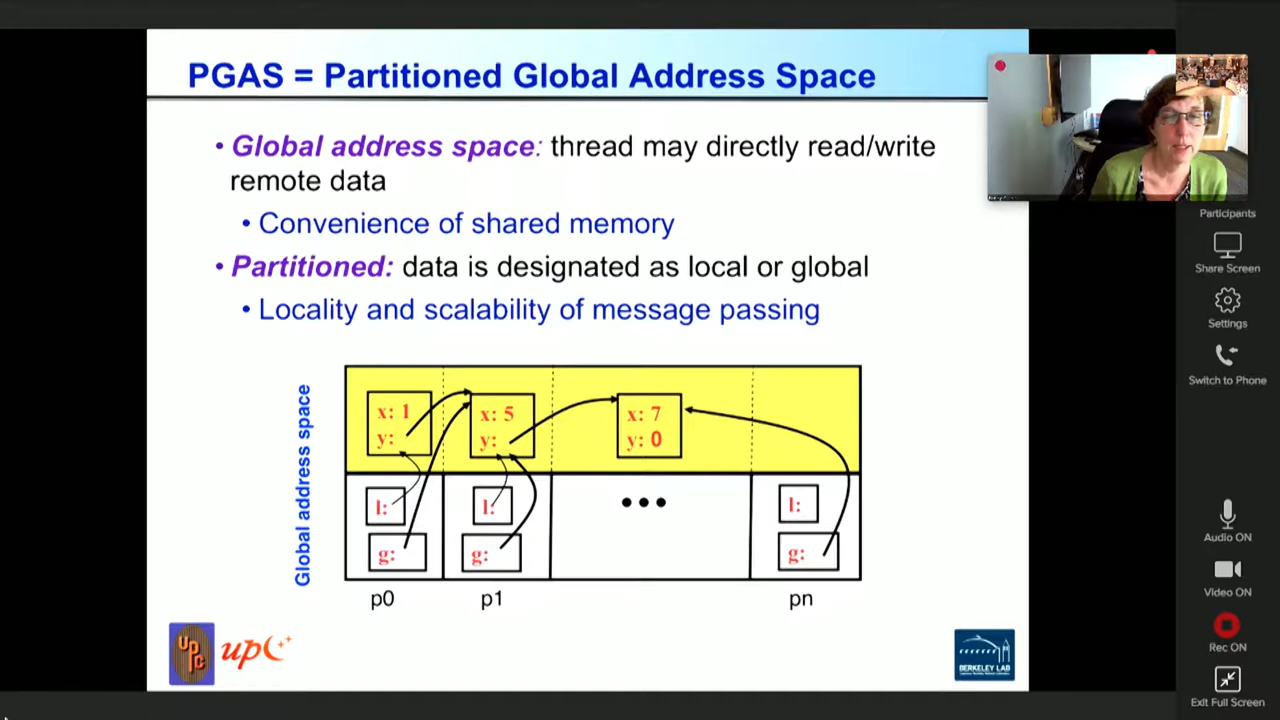 PGAS = Partitioned Global Address Space
• Global address space: thread may directly read/write
remote data
• Convenience of shared memory
• Partitioned: data is designated as local or global
• Locality and scalability of message passing
Global address space
x: 1
y:
x: 5
y:
x: 7
y: 0
l:
l:
l:
g:
g:
g:
p0
p1
pn
UPC
upc++
BERKELEY LAB
Participants
Share Screen
Settings
Switch to Phone
Audio ON
Video ON
Rec ON
Exit Full Screen